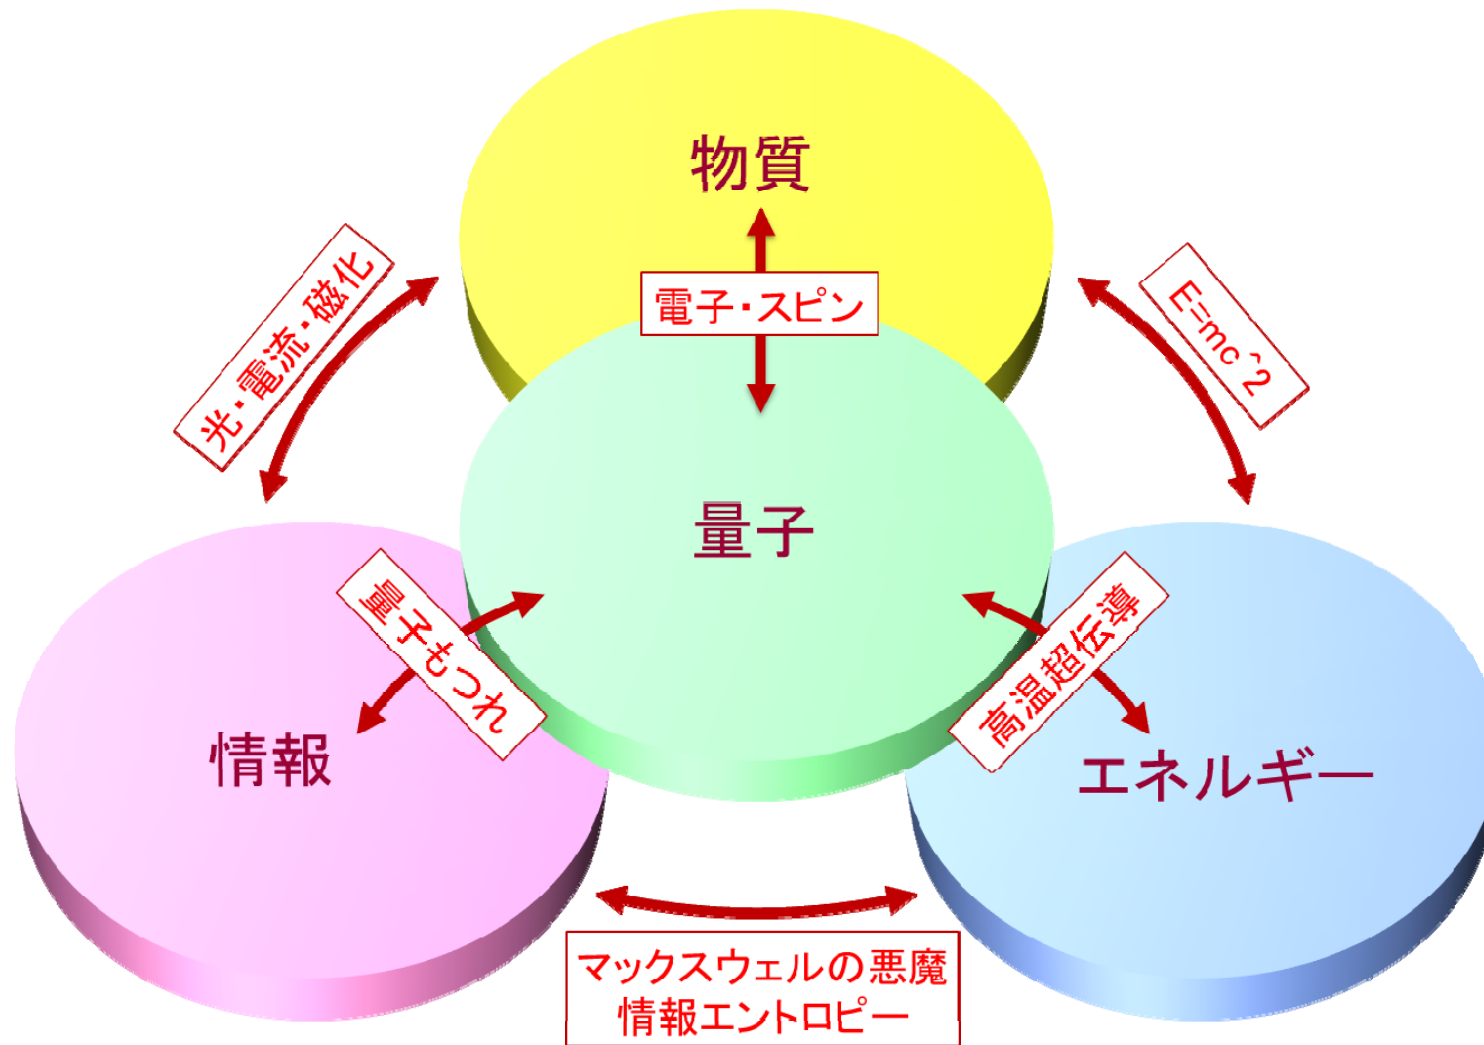 物質
電子・スピン
光・電流・磁化
E=mc^2
量子
量子もつれ
高温超伝導
情報
エネルギー
マックスウェルの悪魔
情報エントロピー